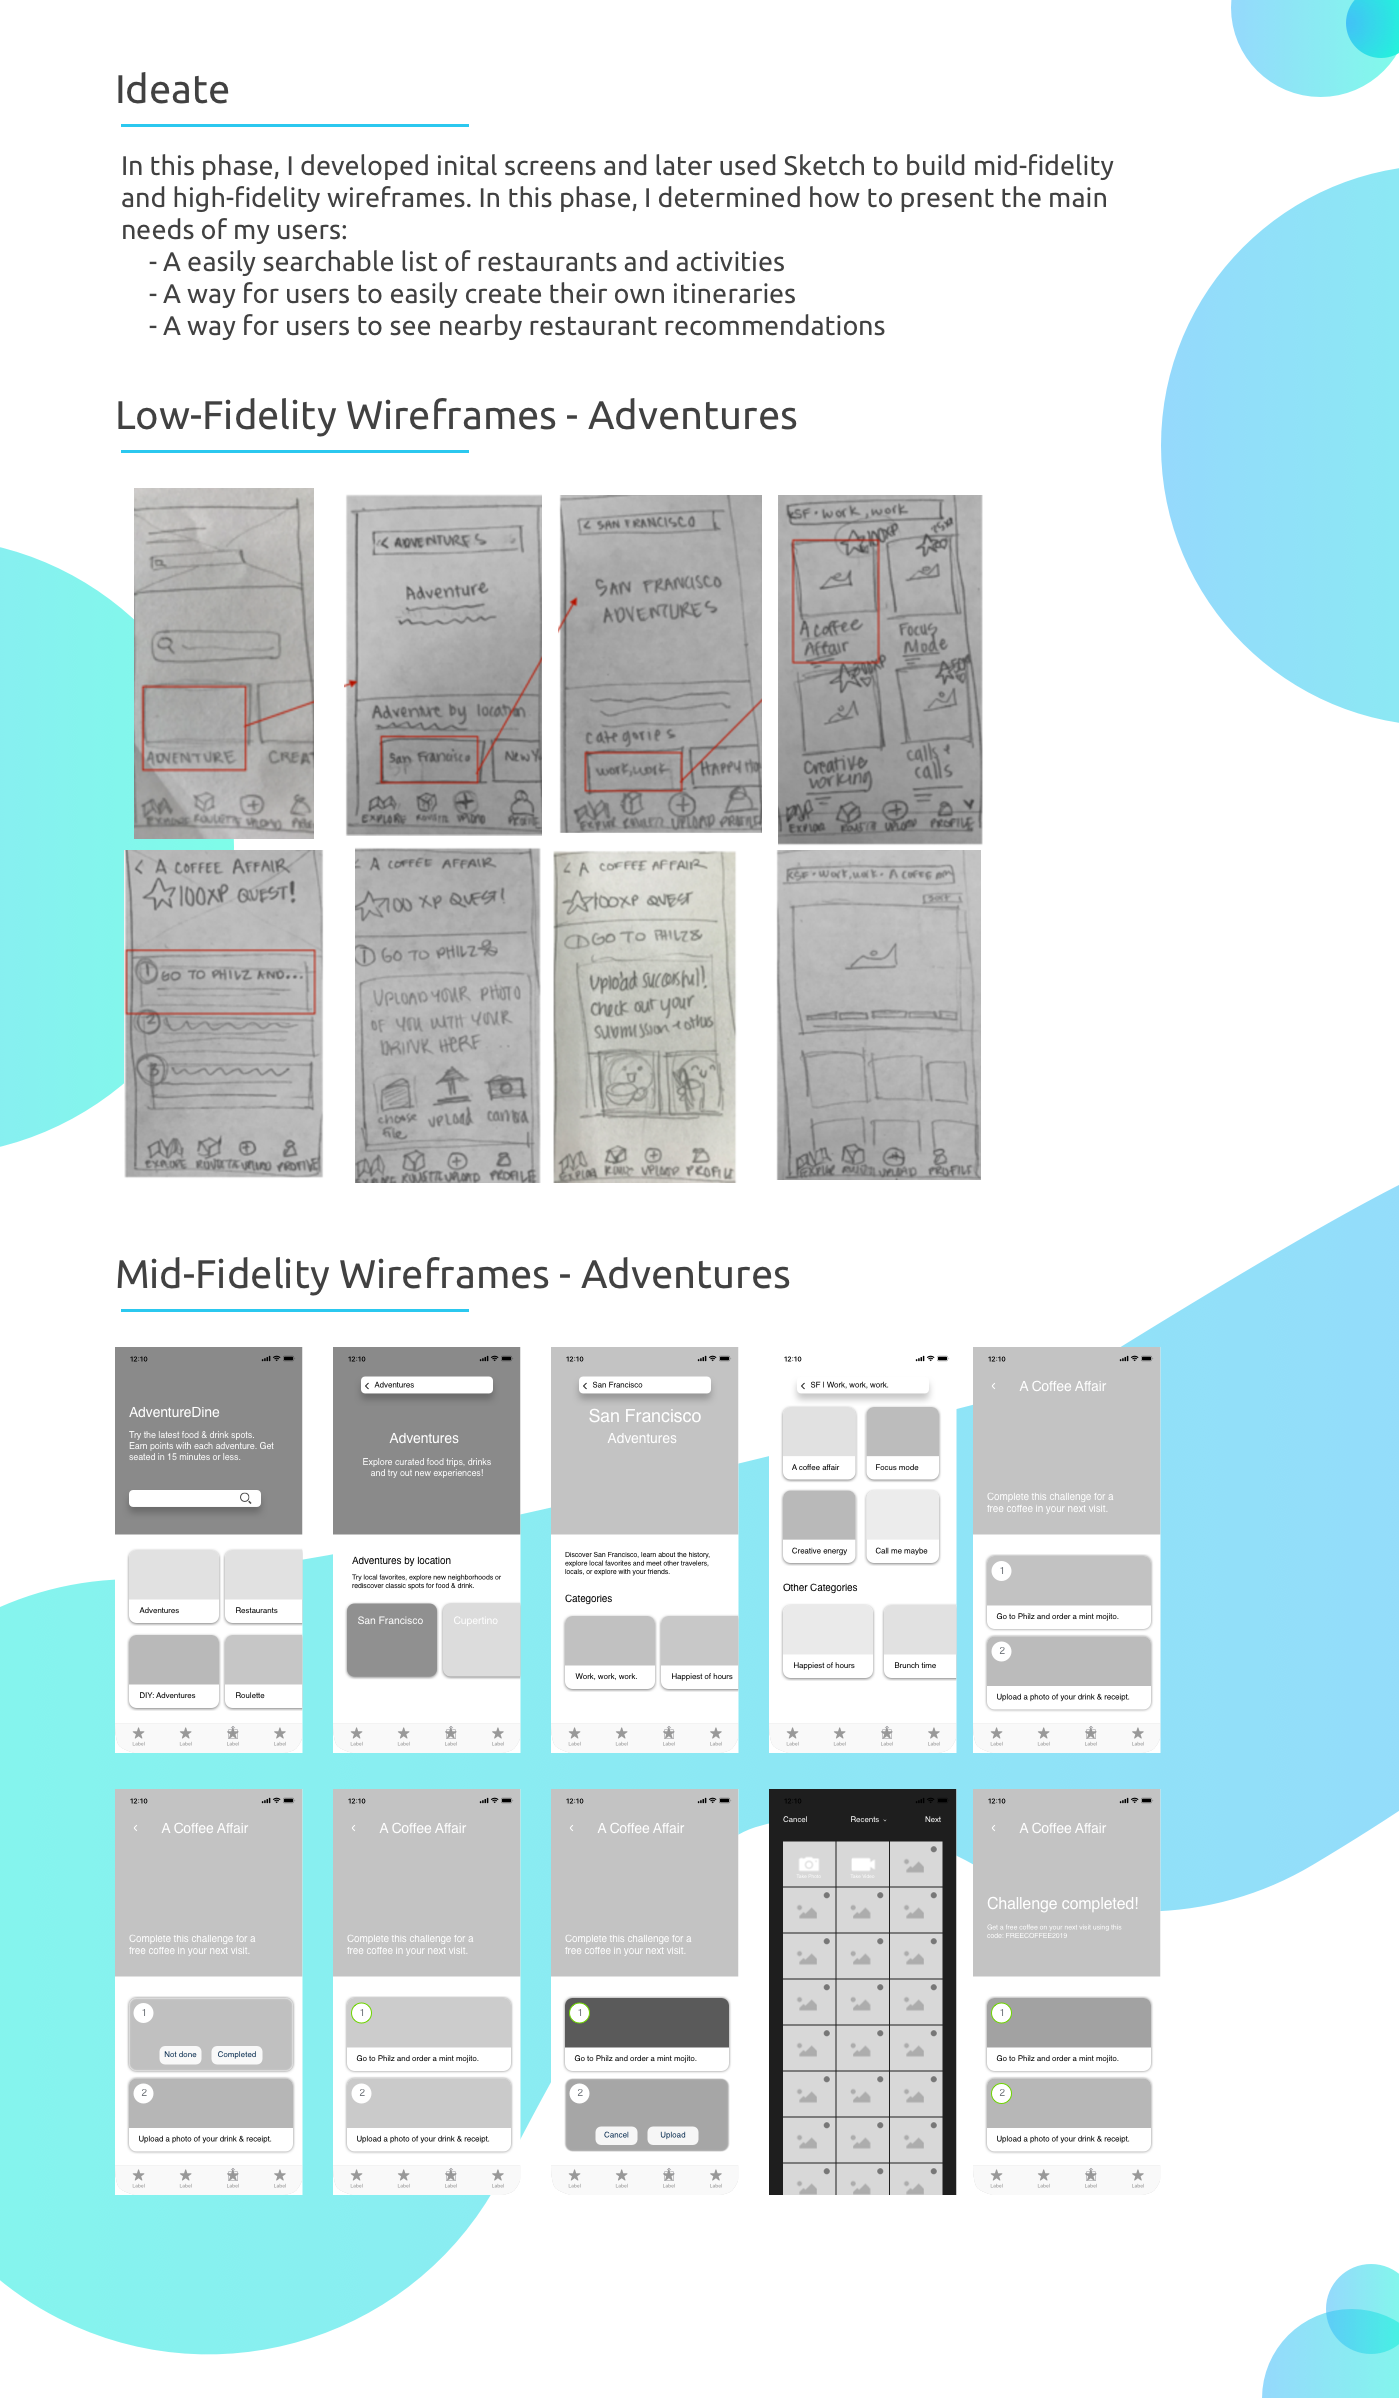 Ideate
In this phase, I developed inital screens and later used Sketch to build mid-fidelity
and high-fidelity wireframes. In this phase, I determined how to present the main
needs of my users:
- A easily searchable list of restaurants and activities
- A way for users to easily create their own itineraries
- A way for users to see nearby restaurant recommendations
Low-Fidelity Wireframes - Adventures
ADVENTURE
CREA
< ADVENTURES
Adventure
Adventure by location
San Francisco
New Y
EXPLORE ROULETTE UPLOAD PROFILE
< SAN FRANCISCO
SAN FRANCISCO
ADVENTURES
categories
work, work
HAPPY HO
UPLOAD PROFILE
<SF · work, work
100XP
A coffee
Affair
Focus
Mode
Creative
working
calls +
calls
PROFILE
< A COFFEE AFFAIR
100XP QUEST!
1 GO TO PHILZ AND...
2
3
EXPLORE ROULETTE UPLOAD PROFILE
< A COFFEE AFFAIR
100 XP QUEST!
1 GO TO PHILZ &
UPLOAD YOUR PHOTO
OF YOU WITH YOUR
DRINK HERE ..
choose
file
upload
ROULETTE UPLOAD PROFILE
< A COFFEE AFFAIR
100XP QUEST
1 GO TO PHILZ &
Upload successful!
Check out your
submission + others
UPLOAD PROFILE
SORT
UPLOAD PROFILE
Mid-Fidelity Wireframes - Adventures
12:10
AdventureDine
Try the latest food & drink spots.
Earn points with each adventure. Get
seated in 15 minutes or less.
Adventures
Restaurants
DIY: Adventures
Roulette
Label Label Label Label
12:10
< Adventures
Adventures
Explore curated food trips, drinks
and try out new experiences!
Adventures by location
Try local favorites, explore new neighborhoods or
rediscover classic spots for food & drink.
San Francisco
Cupertino
Label Label Label Label
12:10
< San Francisco
San Francisco
Adventures
Discover San Francisco, learn about the history,
explore local favorites and meet other travelers,
locals, or explore with your friends.
Categories
Work, work, work.
Happiest of hours
Label Label Label Label
12:10
< SF | Work, work, work.
A coffee affair
Focus mode
Creative energy
Call me maybe
Other Categories
Happiest of hours
Brunch time
Label Label Label Label
12:10
< A Coffee Affair
Complete this challenge for a
free coffee in your next visit.
1
Go to Philz and order a mint mojito.
2
Upload a photo of your drink & receipt.
Label Label Label Label
12:10
< A Coffee Affair
Complete this challenge for a
free coffee in your next visit.
1
Not done
Completed
2
Upload a photo of your drink & receipt.
Label Label Label Label
12:10
< A Coffee Affair
Complete this challenge for a
free coffee in your next visit.
1
Go to Philz and order a mint mojito.
2
Upload a photo of your drink & receipt.
Label Label Label Label
12:10
< A Coffee Affair
Complete this challenge for a
free coffee in your next visit.
1
Go to Philz and order a mint mojito.
2
Cancel
Upload
Label Label Label Label
12:10
Cancel
Recents
Next
12:10
< A Coffee Affair
Challenge completed!
Get a free coffee on your next visit using this
code: FREECOFFEE2019
1
Go to Philz and order a mint mojito.
2
Upload a photo of your drink & receipt.
Label Label Label Label